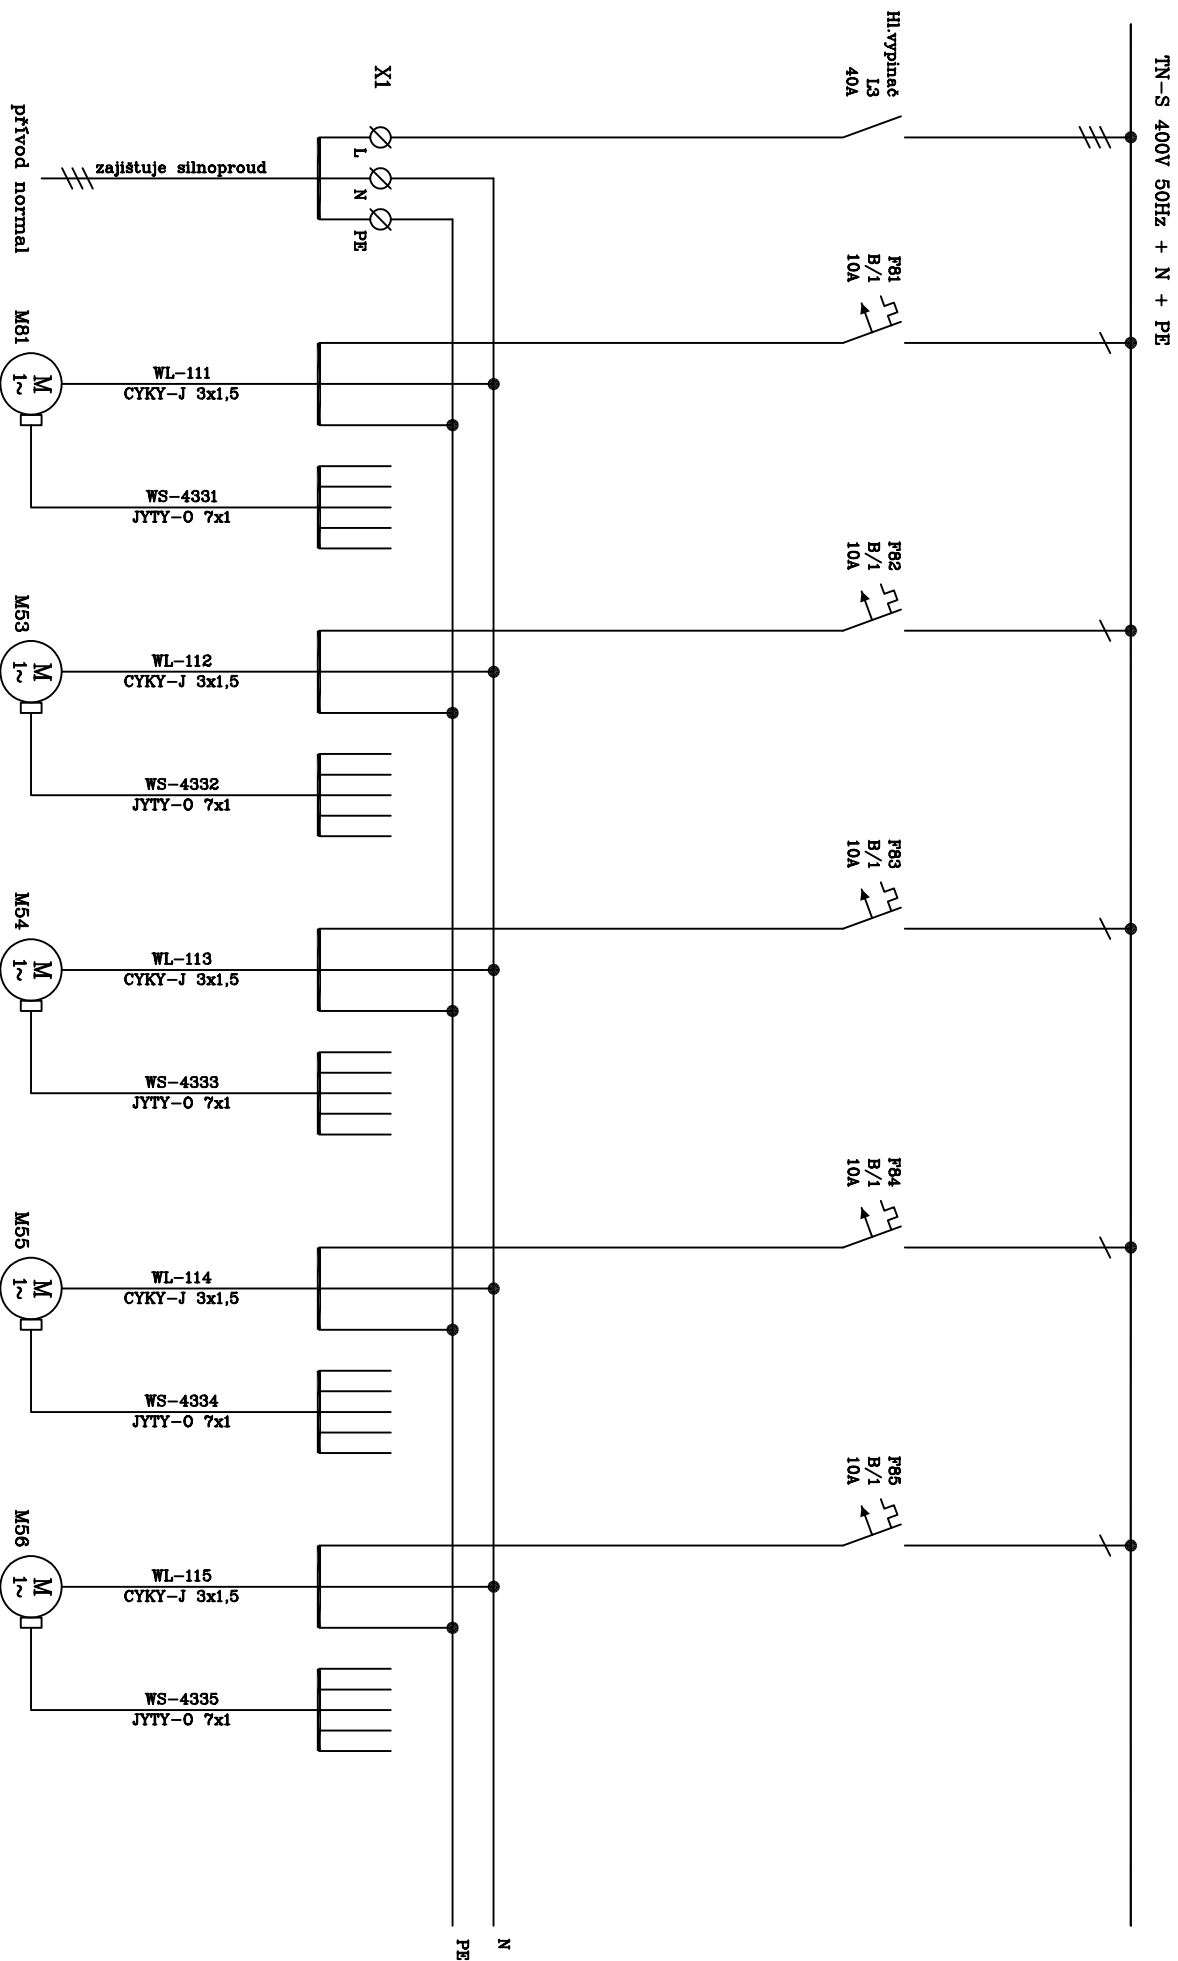 TN-S 400V 50Hz + N + PE
Hl.vypínač
L3
40A
X1
L
N
PE
zajištuje silnoproud
přívod normal
F81
B/1
10A
WL-111
CYKY-J 3x1,5
M81
M
1~
WS-4331
JYTY-O 7x1
F82
B/1
10A
WL-112
CYKY-J 3x1,5
M53
M
1~
WS-4332
JYTY-O 7x1
F83
B/1
10A
WL-113
CYKY-J 3x1,5
M54
M
1~
WS-4333
JYTY-O 7x1
F84
B/1
10A
WL-114
CYKY-J 3x1,5
M55
M
1~
WS-4334
JYTY-O 7x1
F85
B/1
10A
WL-115
CYKY-J 3x1,5
M56
M
1~
WS-4335
JYTY-O 7x1
N
PE